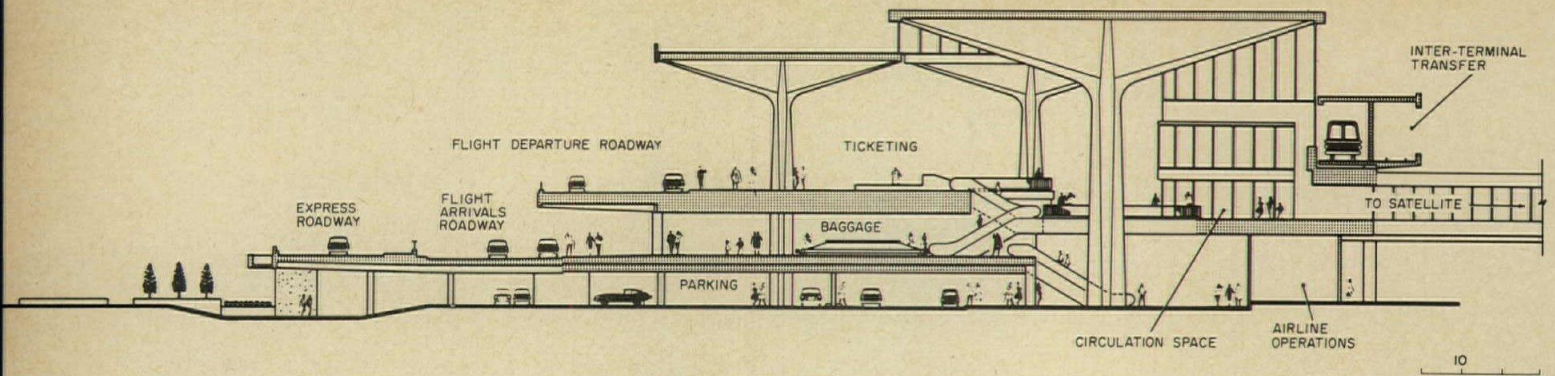 INTER-TERMINAL
TRANSFER
FLIGHT DEPARTURE ROADWAY
TICKETING
EXPRESS
ROADWAY
FLIGHT
ARRIVALS
ROADWAY
TO SATELLITE
BAGGAGE
PARKING
CIRCULATION SPACE
AIRLINE
OPERATIONS
10